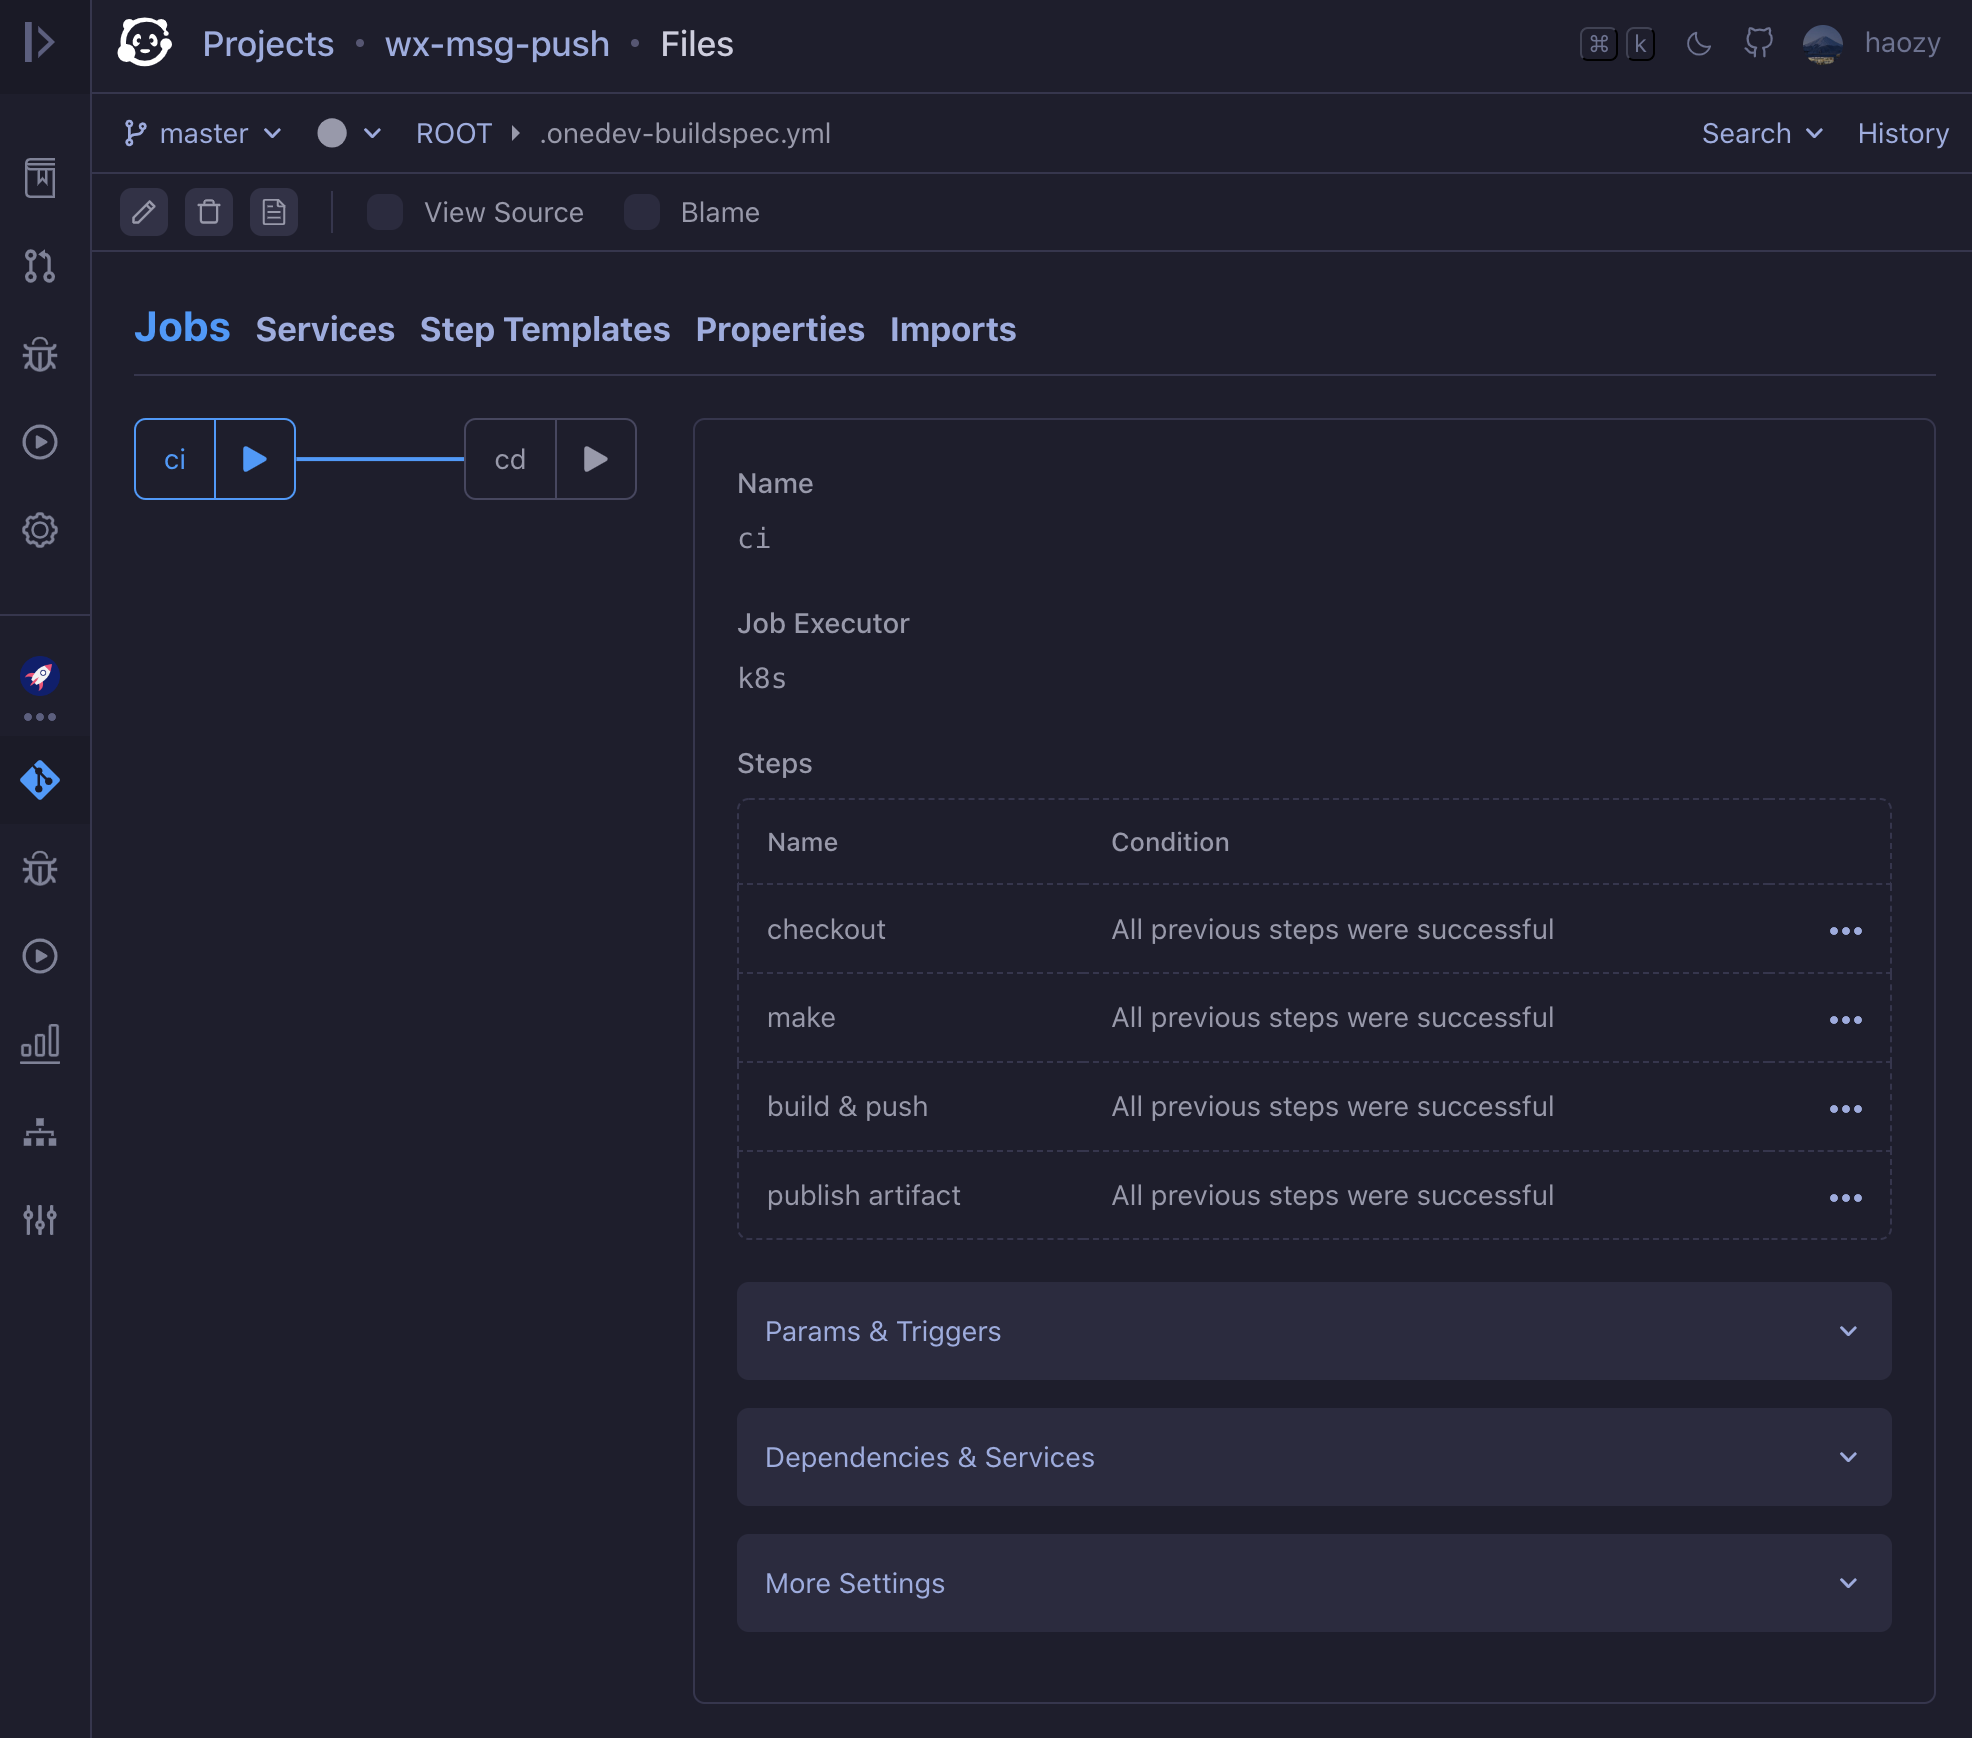 Projects • wx-msg-push • Files
⌘ k
haozy
master
ROOT
.onedev-buildspec.yml
Search
History
View Source
Blame
Jobs
Services
Step Templates
Properties
Imports
ci
cd
Name
ci
Job Executor
k8s
Steps
Name Condition
checkout All previous steps were successful
make All previous steps were successful
build & push All previous steps were successful
publish artifact All previous steps were successful
Params & Triggers
Dependencies & Services
More Settings